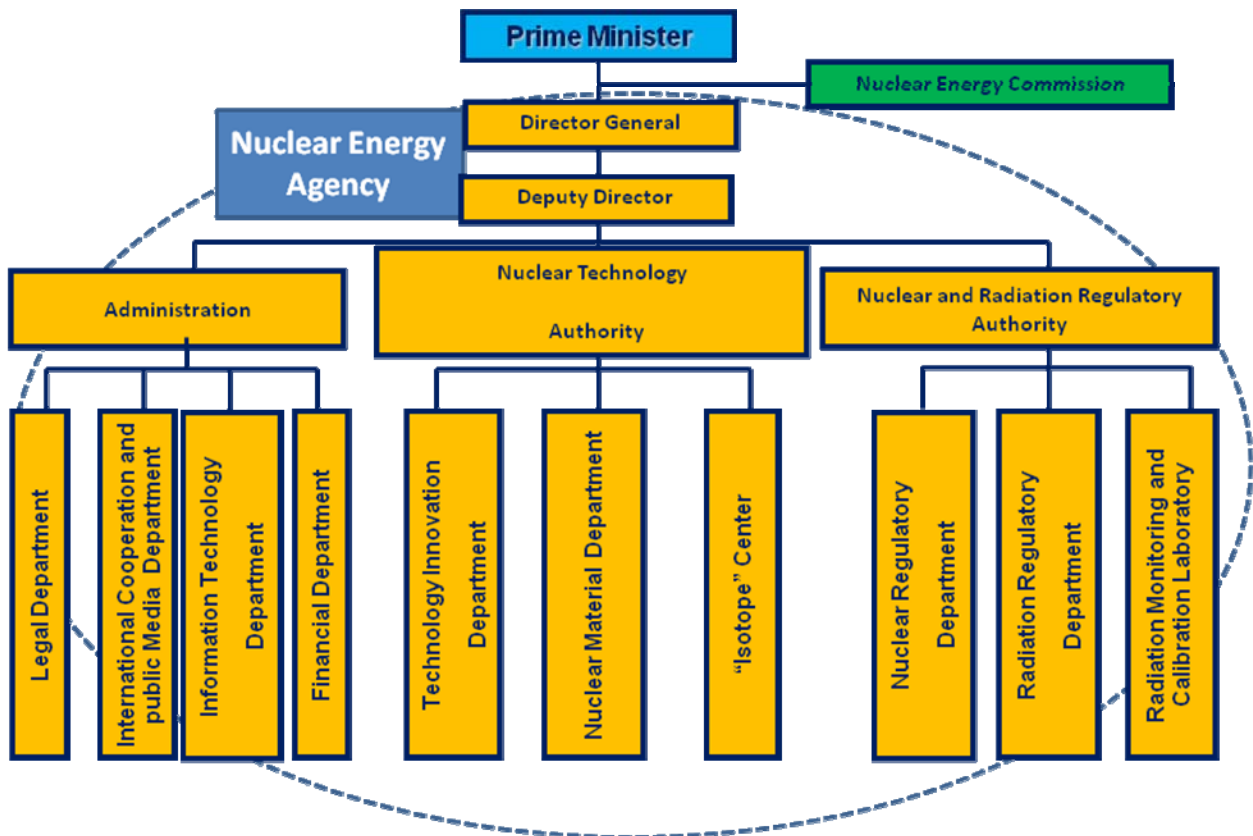 Prime Minister
Nuclear Energy Commission
Director General
Nuclear Energy
Agency
Deputy Director
Administration
Nuclear Technology
Authority
Nuclear and Radiation Regulatory
Authority
Legal Department
International Cooperation and
public Media Department
Information Technology
Department
Financial Department
Technology Innovation
Department
Nuclear Material Department
“Isotope” Center
Nuclear Regulatory
Department
Radiation Regulatory
Department
Radiation Monitoring and
Calibration Laboratory